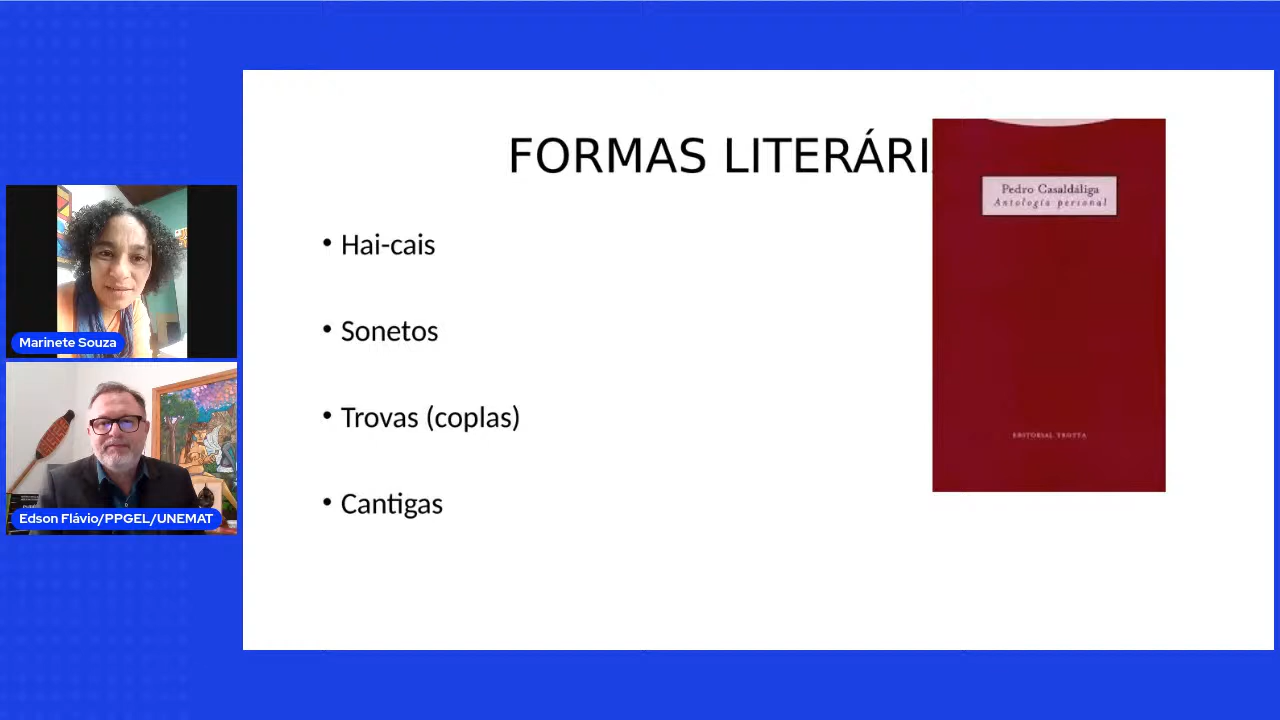 FORMAS LITERÁRI
Pedro Casaldáliga
Antología personal
• Hai-cais
• Sonetos
• Trovas (coplas)
• Cantigas
EDITORIAL TROTTA
Marinete Souza
Edson Flávio/PPGEL/UNEMAT